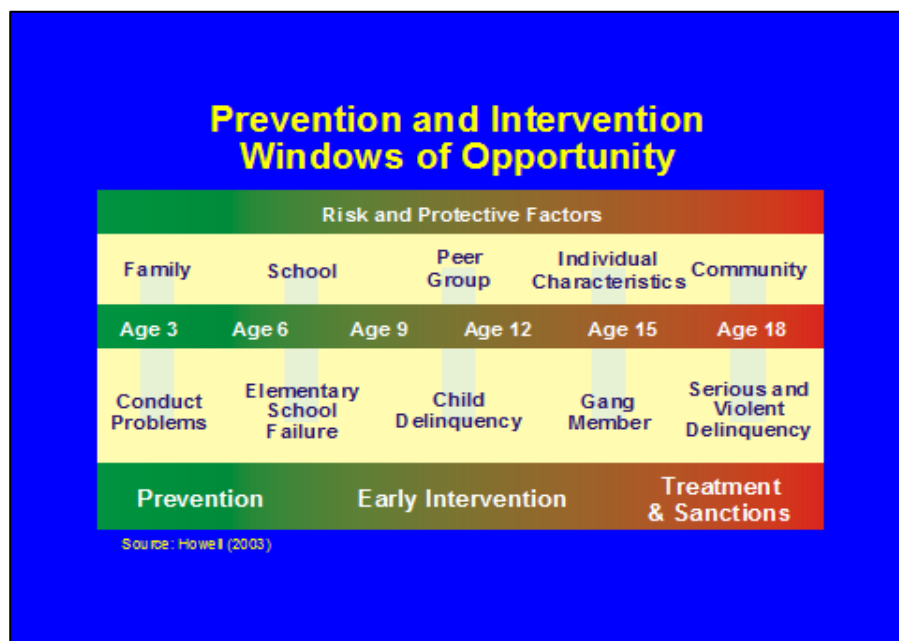 Prevention and Intervention
Windows of Opportunity
Risk and Protective Factors
Family
School
Peer
Group
Individual
Characteristics
Community
Age 3
Age 6
Age 9
Age 12
Age 15
Age 18
Conduct
Problems
Elementary
School
Failure
Child
Delinquency
Gang
Member
Serious and
Violent
Delinquency
Prevention
Early Intervention
Treatment
& Sanctions
Source: Howell (2003)